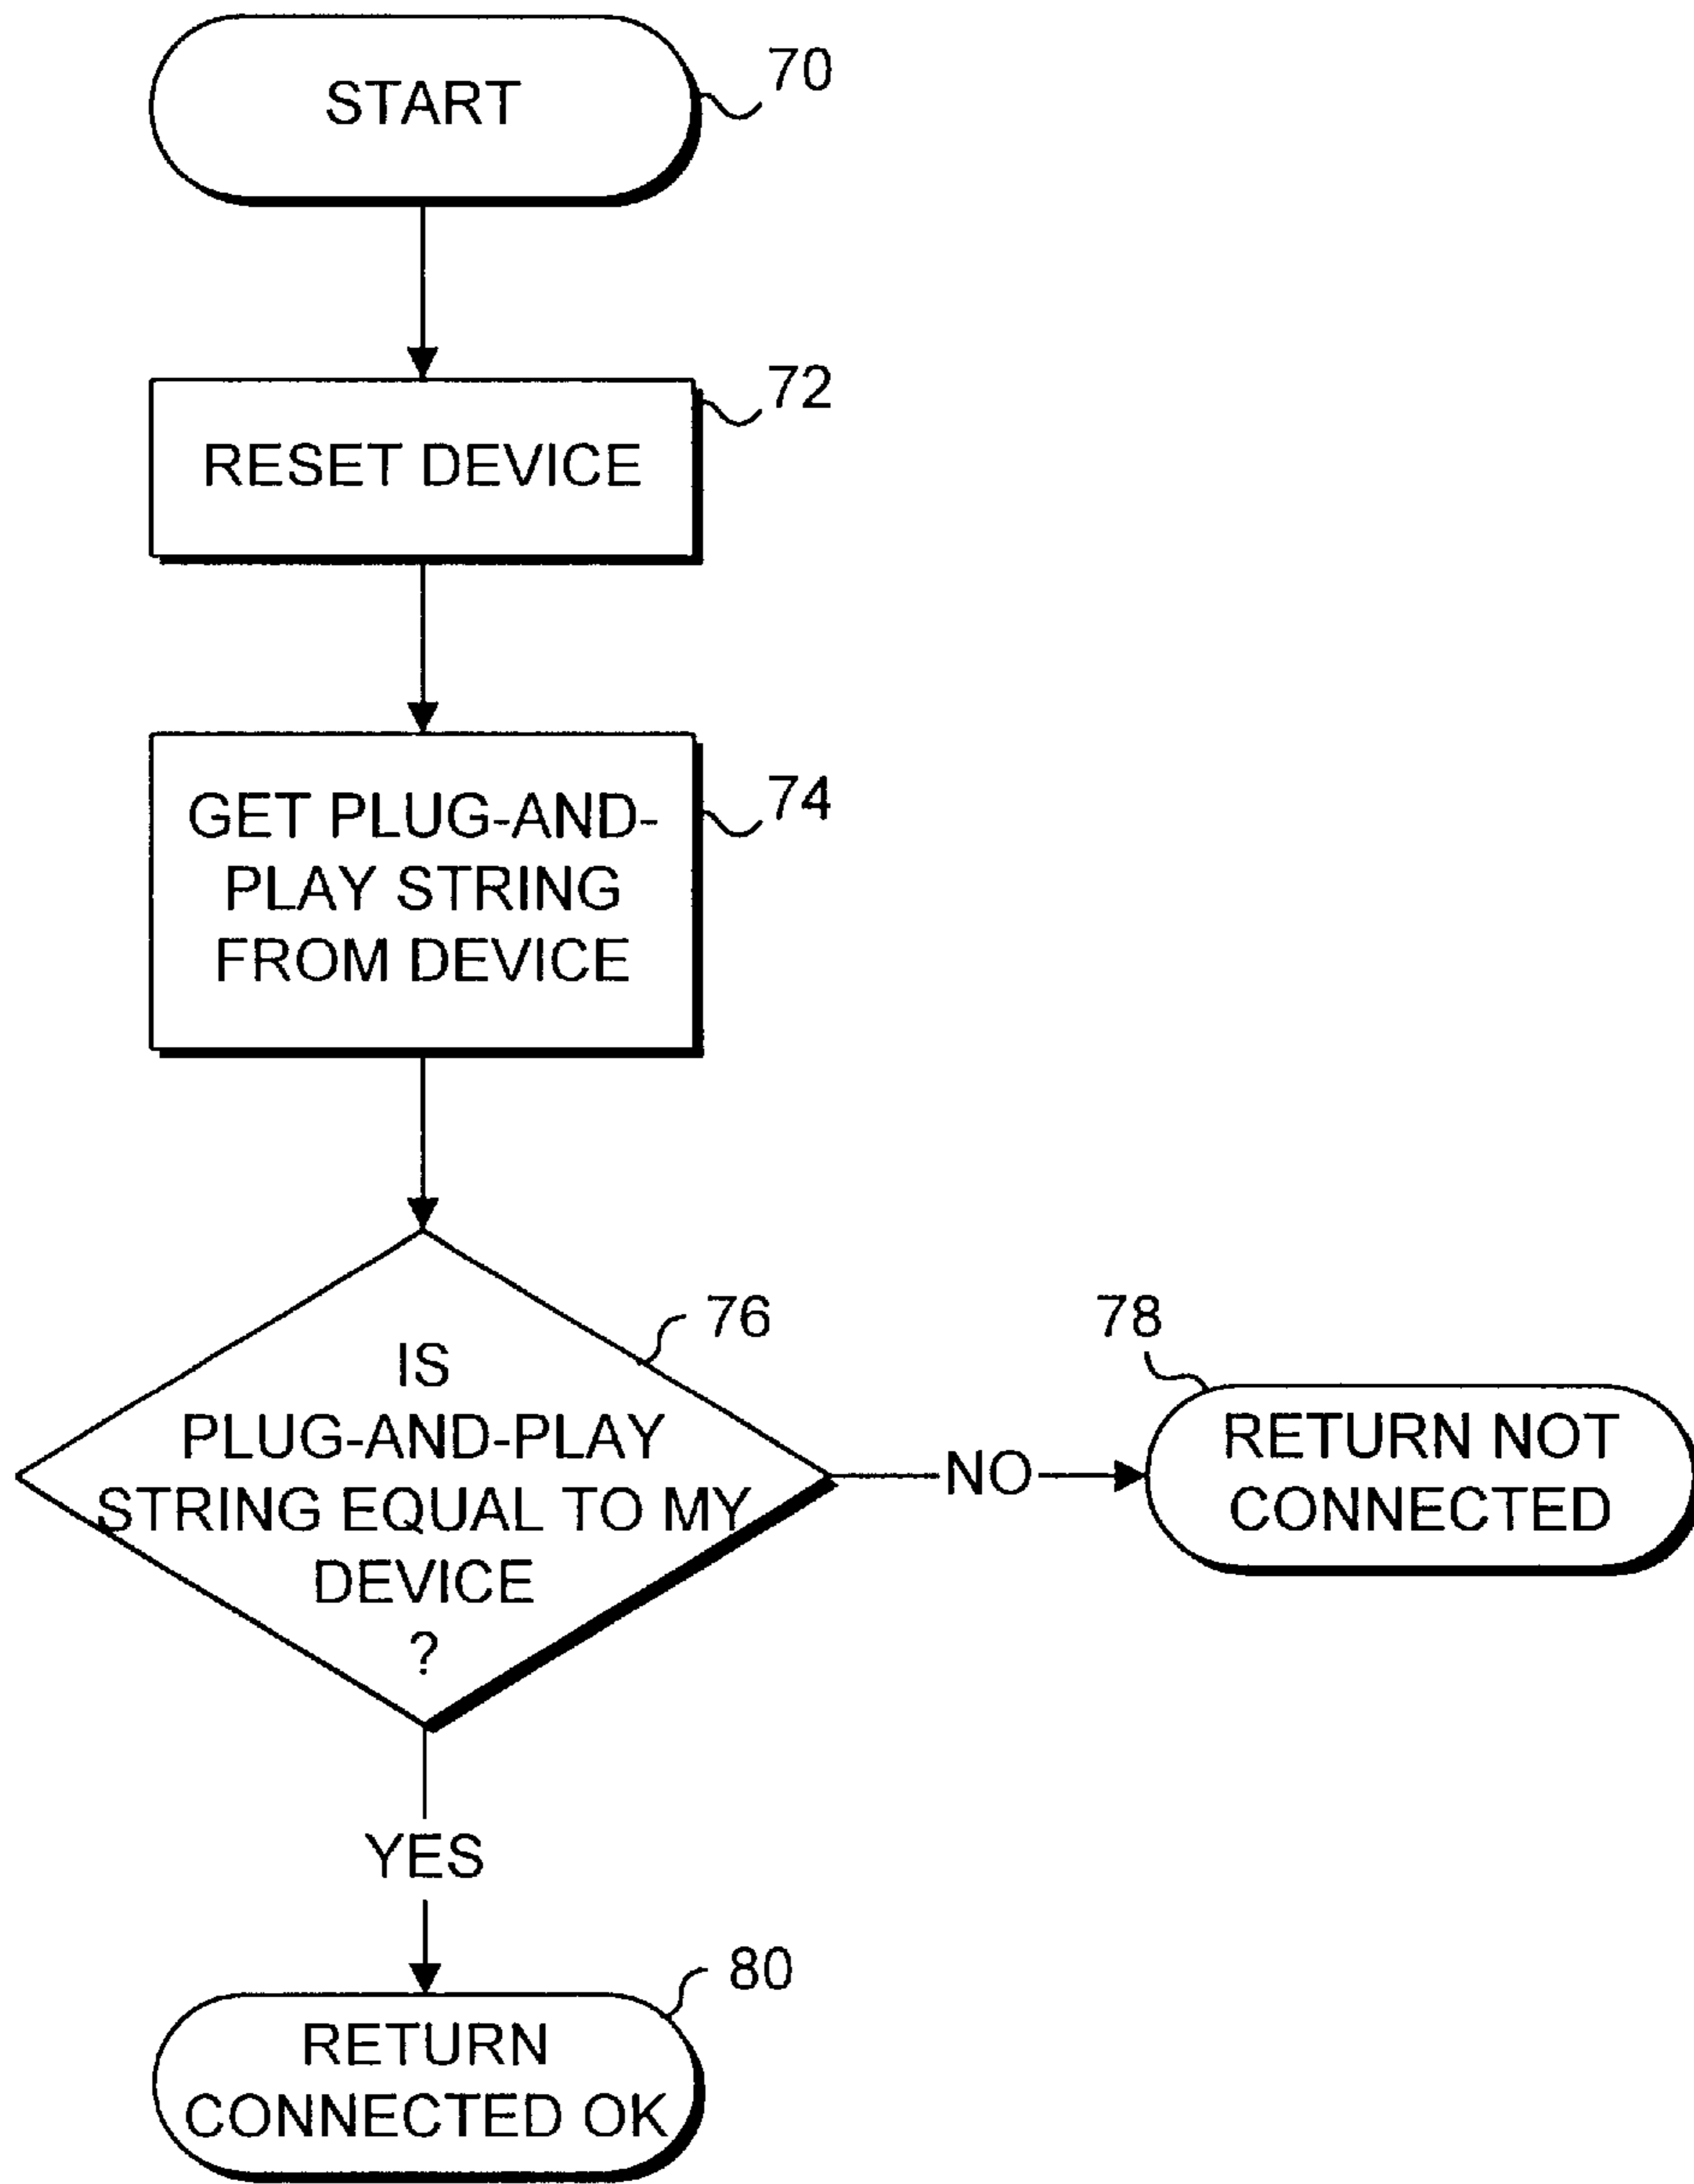 START
70
RESET DEVICE
72
GET PLUG-AND-
PLAY STRING
FROM DEVICE
74
IS
PLUG-AND-PLAY
STRING EQUAL TO MY
DEVICE
?
76
NO
78
RETURN NOT
CONNECTED
YES
80
RETURN
CONNECTED OK